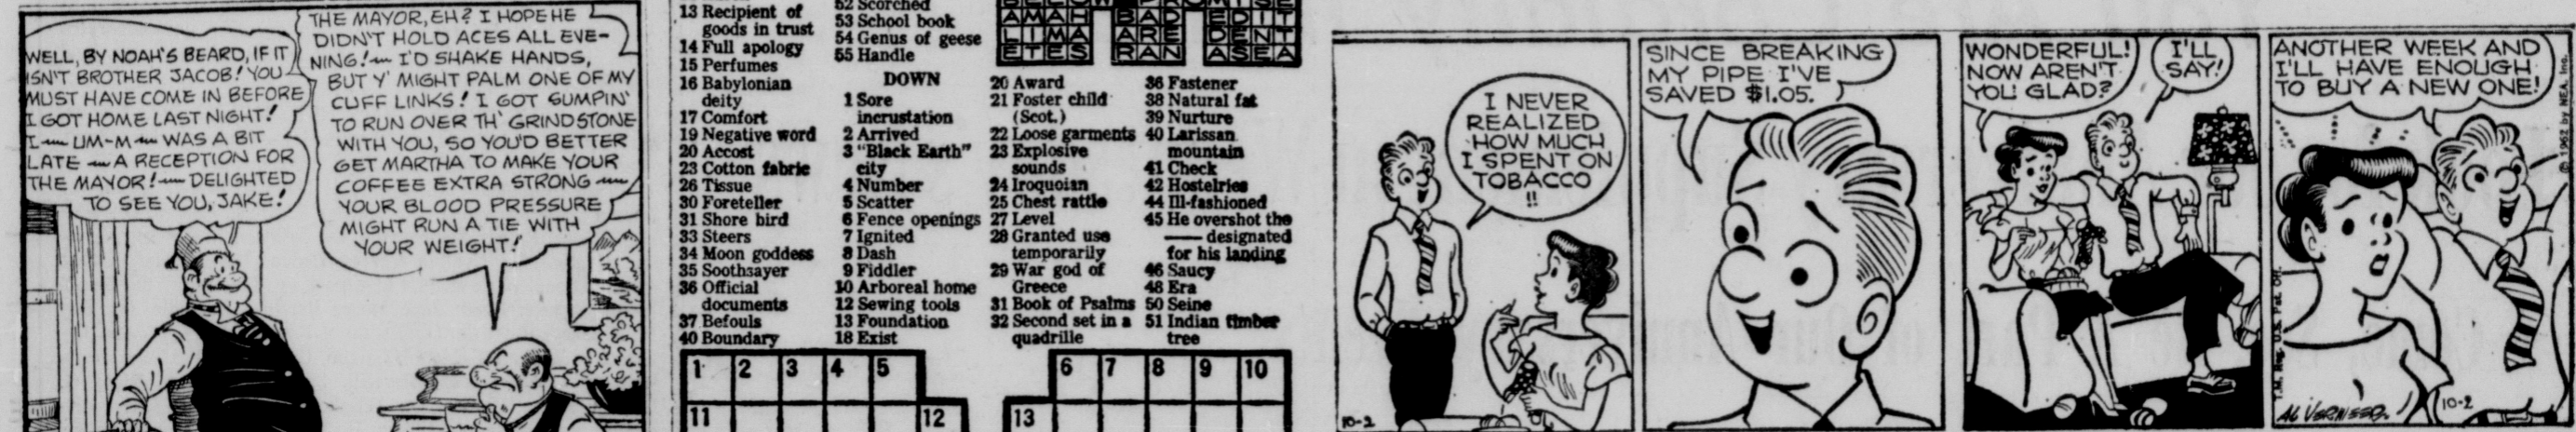 WELL, BY NOAH'S BEARD, IF IT
ISN'T BROTHER JACOB! YOU
MUST HAVE COME IN BEFORE
I GOT HOME LAST NIGHT!
I ~ UM-M ~ WAS A BIT
LATE ~ A RECEPTION FOR
THE MAYOR! ~ DELIGHTED
TO SEE YOU, JAKE!
THE MAYOR, EH? I HOPE HE
DIDN'T HOLD ACES ALL EVE-
NING! ~ I'D SHAKE HANDS,
BUT Y' MIGHT PALM ONE OF MY
CUFF LINKS! I GOT SUMPIN'
TO RUN OVER TH' GRINDSTONE
WITH YOU, SO YOU'D BETTER
GET MARTHA TO MAKE YOUR
COFFEE EXTRA STRONG ~
YOUR BLOOD PRESSURE
MIGHT RUN A TIE WITH
YOUR WEIGHT!
13 Recipient of
goods in trust
14 Full apology
15 Perfumes
16 Babylonian
deity
17 Comfort
19 Negative word
20 Accost
23 Cotton fabric
26 Tissue
30 Foreteller
31 Shore bird
33 Steers
34 Moon goddess
35 Soothsayer
36 Official
documents
37 Befouls
40 Boundary
52 Scorched
53 School book
54 Genus of geese
55 Handle
DOWN
1 Sore
incrustation
2 Arrived
3 "Black Earth"
city
4 Number
5 Scatter
6 Fence openings
7 Ignited
8 Dash
9 Fiddler
10 Arboreal home
12 Sewing tools
13 Foundation
18 Exist
AMAH BAD EDIT
LIMA ARE DENT
ETES RAN ASEA
20 Award
21 Foster child
(Scot.)
22 Loose garments
23 Explosive
sounds
24 Iroquoian
25 Chest rattle
27 Level
28 Granted use
temporarily
29 War god of
Greece
31 Book of Psalms
32 Second set in a
quadrille
36 Fastener
38 Natural fat
39 Nurture
40 Larissan
mountain
41 Check
42 Hostelries
44 Ill-fashioned
45 He overshot the
—— designated
for his landing
46 Saucy
48 Era
50 Seine
51 Indian timber
tree
1 2 3 4 5 6 7 8 9 10
11 12 13
I NEVER
REALIZED
HOW MUCH
I SPENT ON
TOBACCO
!!
10-2
SINCE BREAKING
MY PIPE I'VE
SAVED $1.05.
WONDERFUL!
NOW AREN'T
YOU GLAD?
I'LL
SAY!
ANOTHER WEEK AND
I'LL HAVE ENOUGH
TO BUY A NEW ONE!
© 1962 by NEA, Inc.
T.M. Reg. U.S. Pat. Off.
AL VERMEER
10-2